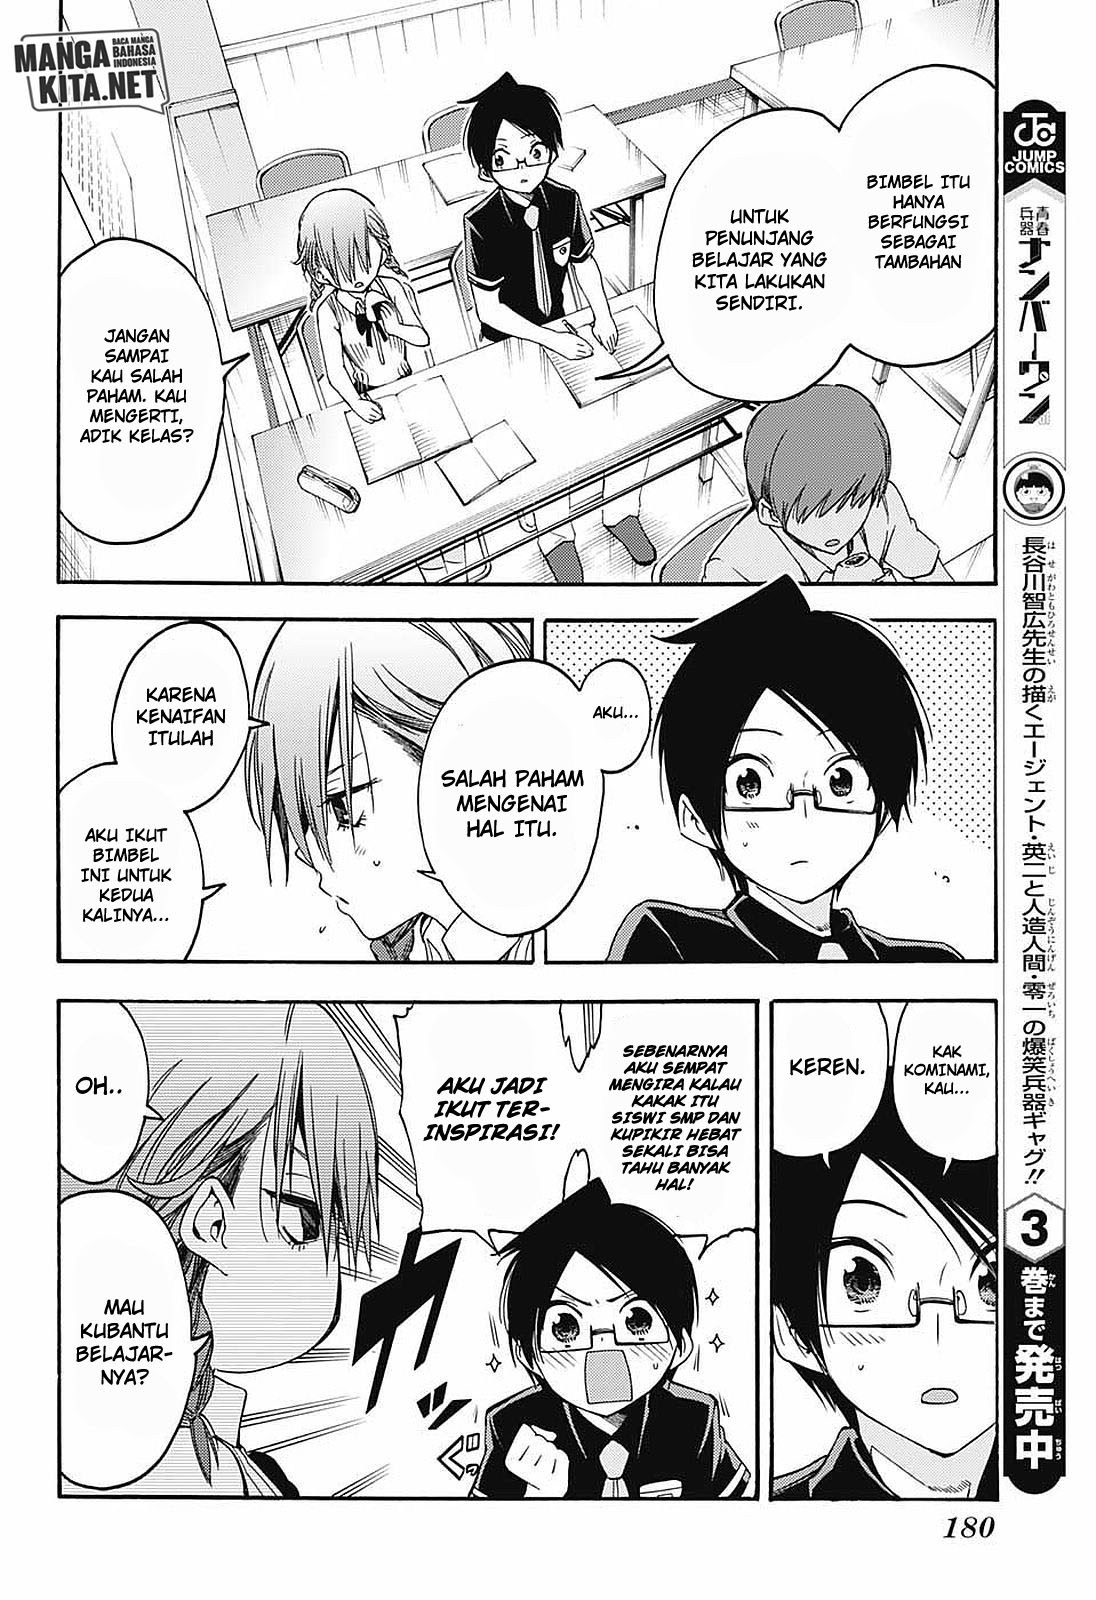 MANGA
KITA.NET
BACA MANGA
BAHASA
INDONESIA
BIMBEL ITU
HANYA
BERFUNGSI
SEBAGAI
TAMBAHAN
UNTUK
PENUNJANG
BELAJAR YANG
KITA LAKUKAN
SENDIRI.
JANGAN
SAMPAI
KAU SALAH
PAHAM. KAU
MENGERTI,
ADIK KELAS?
AKU...
SALAH PAHAM
MENGENAI
HAL ITU.
KARENA
KENAIFAN
ITULAH
AKU IKUT
BIMBEL
INI UNTUK
KEDUA
KALINYA...
KAK
KOMINAMI,
KAU...
KEREN.
SEBENARNYA
AKU SEMPAT
MENGIRA KALAU
KAKAK ITU
SISWI SMP DAN
KUPIKIR HEBAT
SEKALI BISA
TAHU BANYAK
HAL!
AKU JADI
IKUT TER-
INSPIRASI!
OH..
MAU
KUBANTU
BELAJAR-
NYA?
180
JUMP
COMICS
青春
兵器
ナンバーワン
長谷川智広先生の描くエージェント・英二と人造人間・零一の爆笑兵器ギャグ!!
3
巻まで発売中